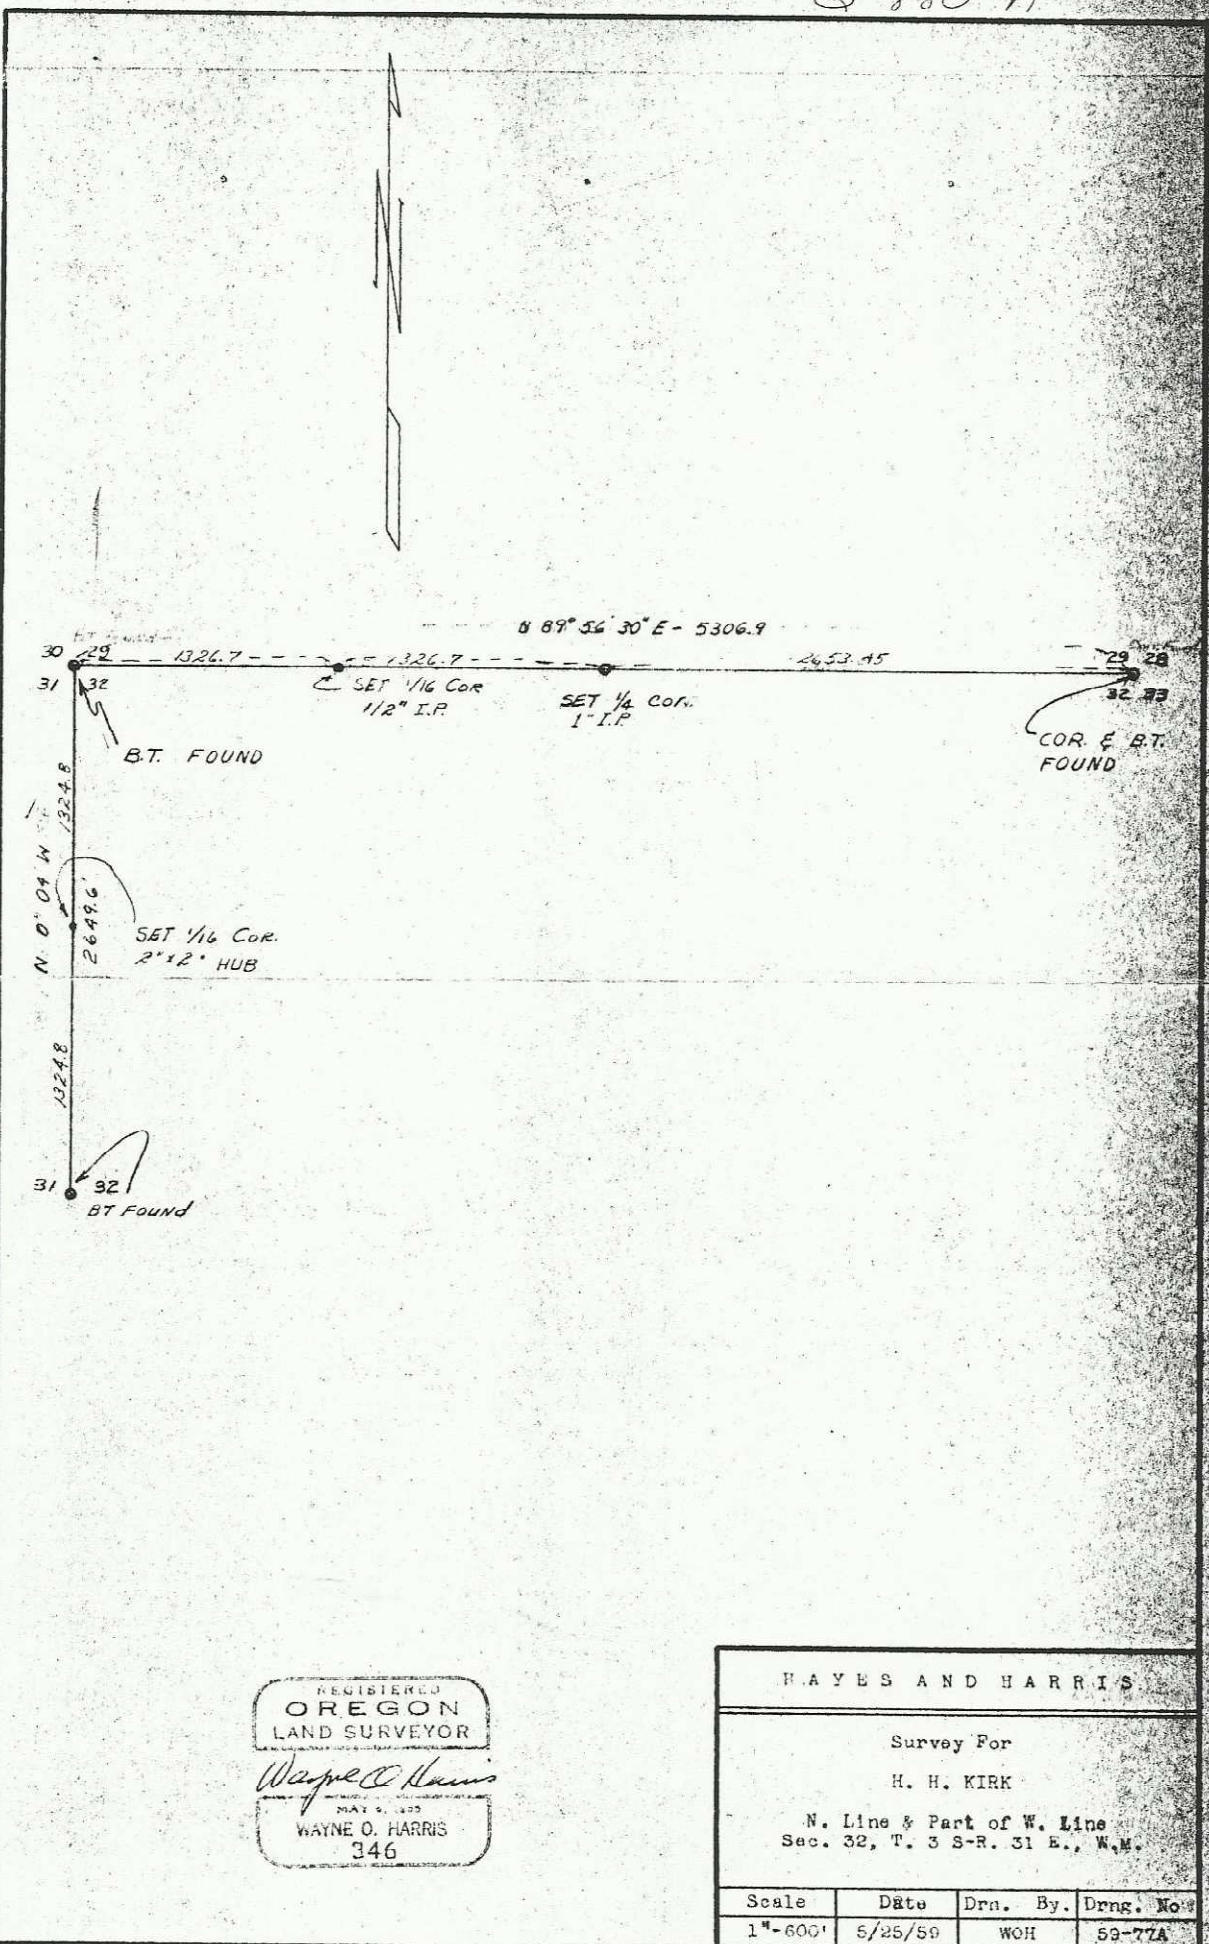 N 89° 56' 30" E - 5306.9
30 29
1326.7
1326.7
2653.45
29 28
31 32
32 33
SET 1/16 COR
1/2" I.P.
SET 1/4 COR.
1" I.P.
B.T. FOUND
COR. & B.T.
FOUND
1324.8
N. 0° 04' W
2649.6'
SET 1/16 COR.
2" x 2" HUB
1324.8
31 32
BT FOUND
REGISTERED
OREGON
LAND SURVEYOR
Wayne O Harris
MAY
WAYNE O. HARRIS
346
HAYES AND HARRIS
Survey For
H. H. KIRK
N. Line & Part of W. Line
Sec. 32, T. 3 S-R. 31 E., W.M.
Scale Date Drn. By. Drng. No
1"-600' 5/25/59 WOH 59-77A